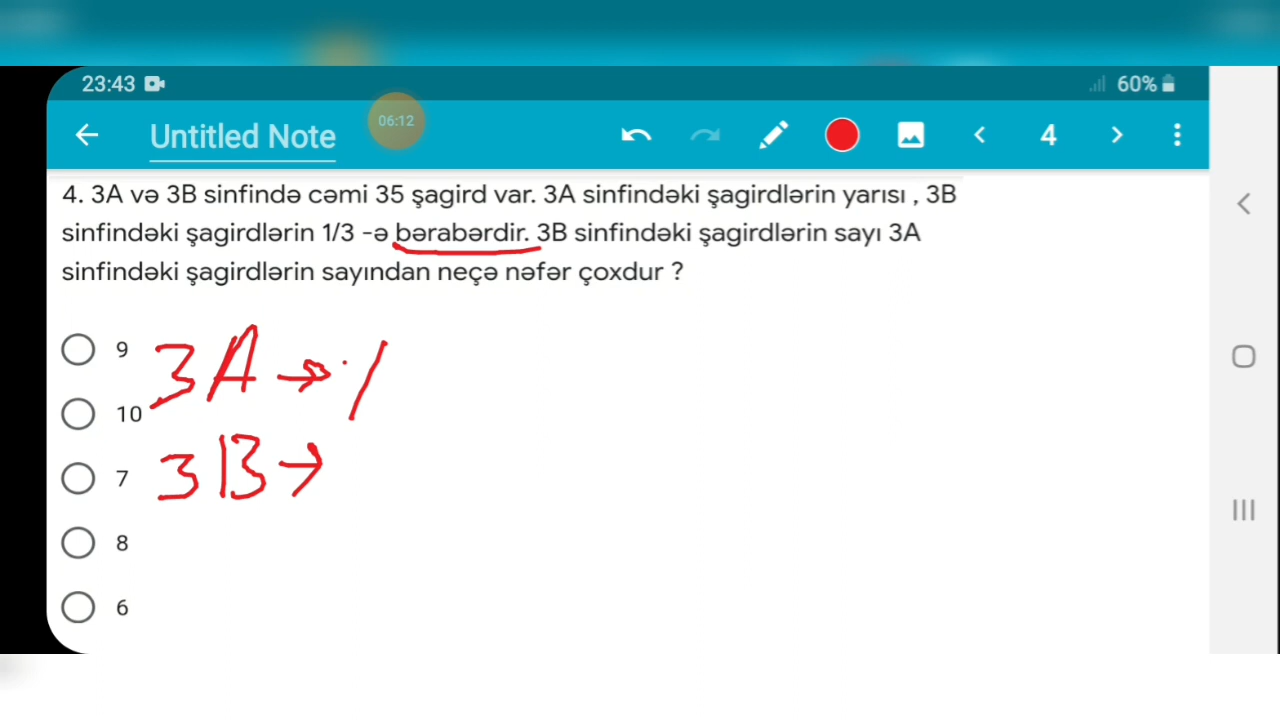 23:43
60%
06:12
Untitled Note
4
4. 3A və 3B sinfində cəmi 35 şagird var. 3A sinfindəki şagirdlərin yarısı , 3B
sinfindəki şagirdlərin 1/3 -ə bərabərdir. 3B sinfindəki şagirdlərin sayı 3A
sinfindəki şagirdlərin sayından neçə nəfər çoxdur ?
9
3A →
10
7
3B →
8
6